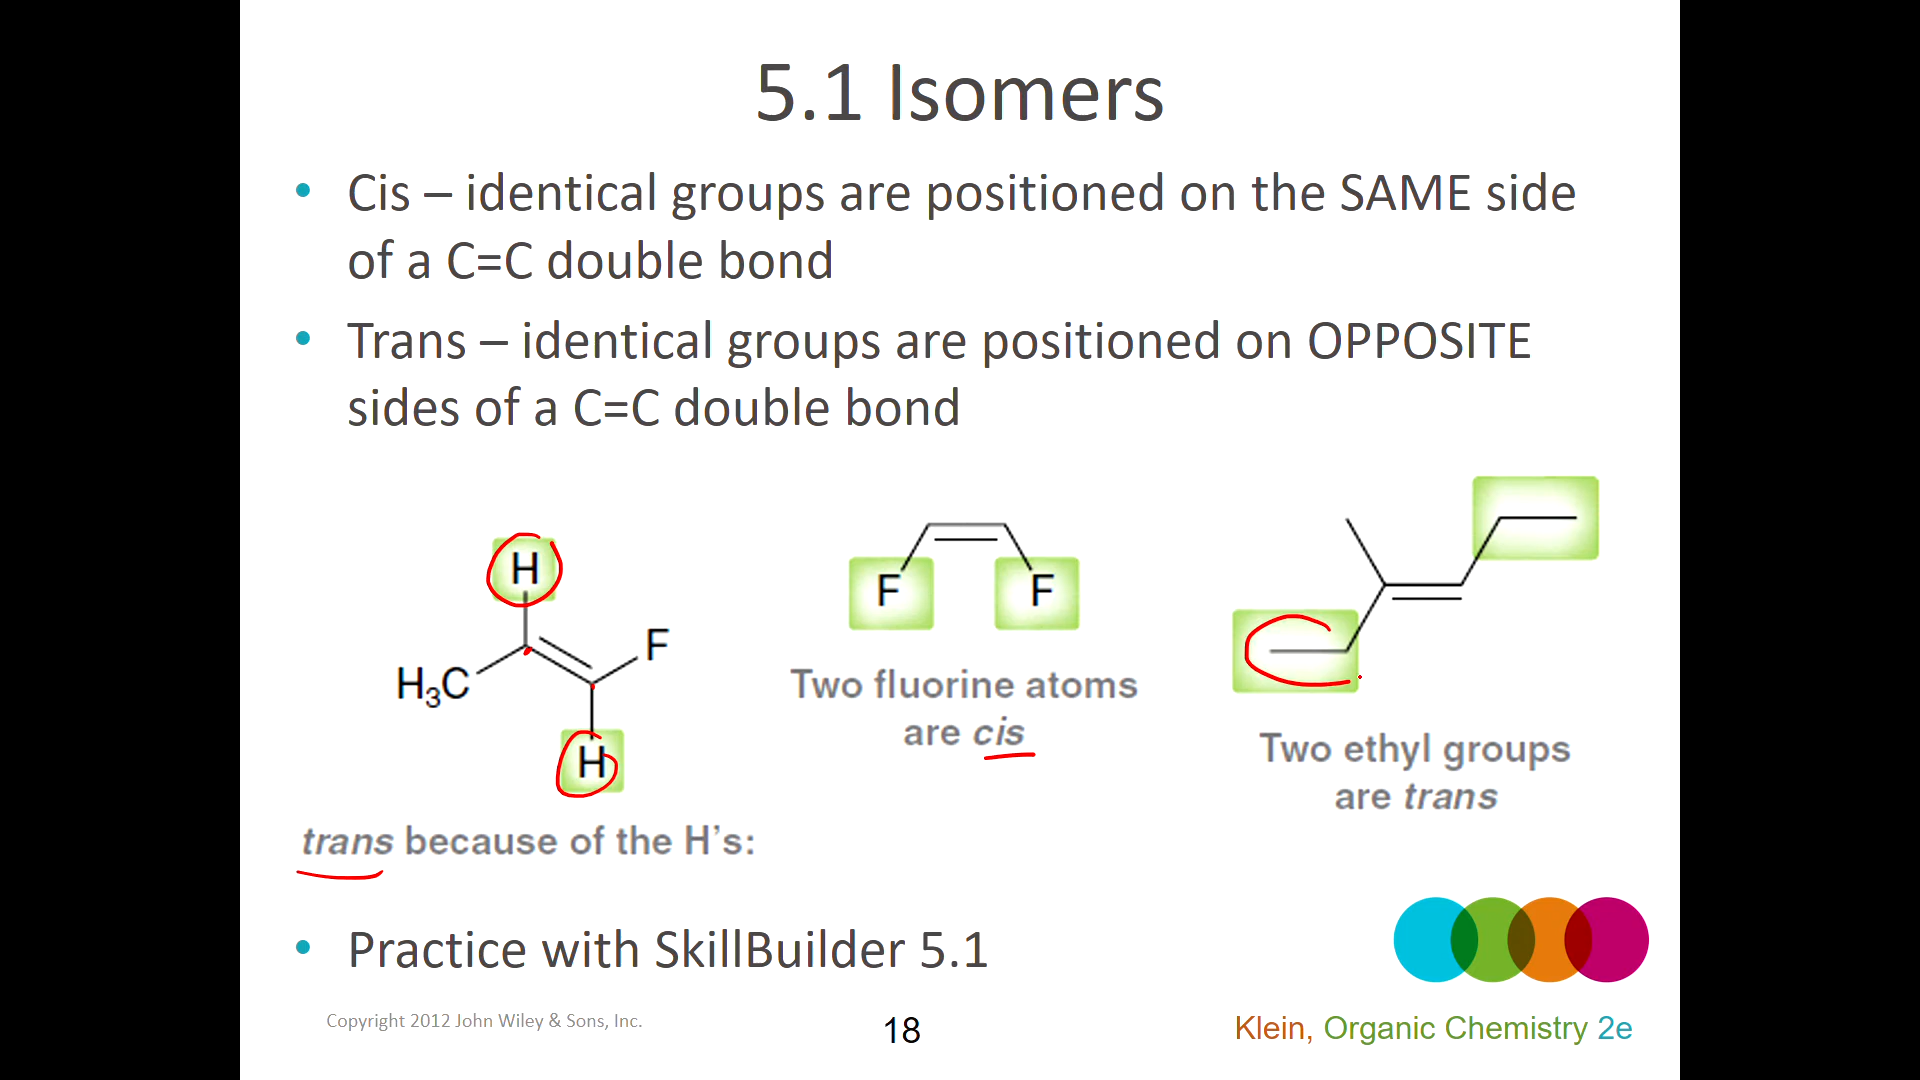 5.1 Isomers
• Cis – identical groups are positioned on the SAME side
of a C=C double bond
• Trans – identical groups are positioned on OPPOSITE
sides of a C=C double bond
H
F
H₃C
H
trans because of the H's:
F F
Two fluorine atoms
are cis
Two ethyl groups
are trans
• Practice with SkillBuilder 5.1
Copyright 2012 John Wiley & Sons, Inc.
18
Klein, Organic Chemistry 2e